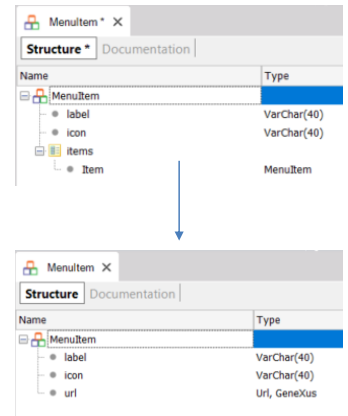 MenuItem * X
Structure * Documentation
Name Type
MenuItem
label VarChar(40)
icon VarChar(40)
items
Item MenuItem
MenuItem X
Structure Documentation
Name Type
MenuItem
label VarChar(40)
icon VarChar(40)
url Url, GeneXus